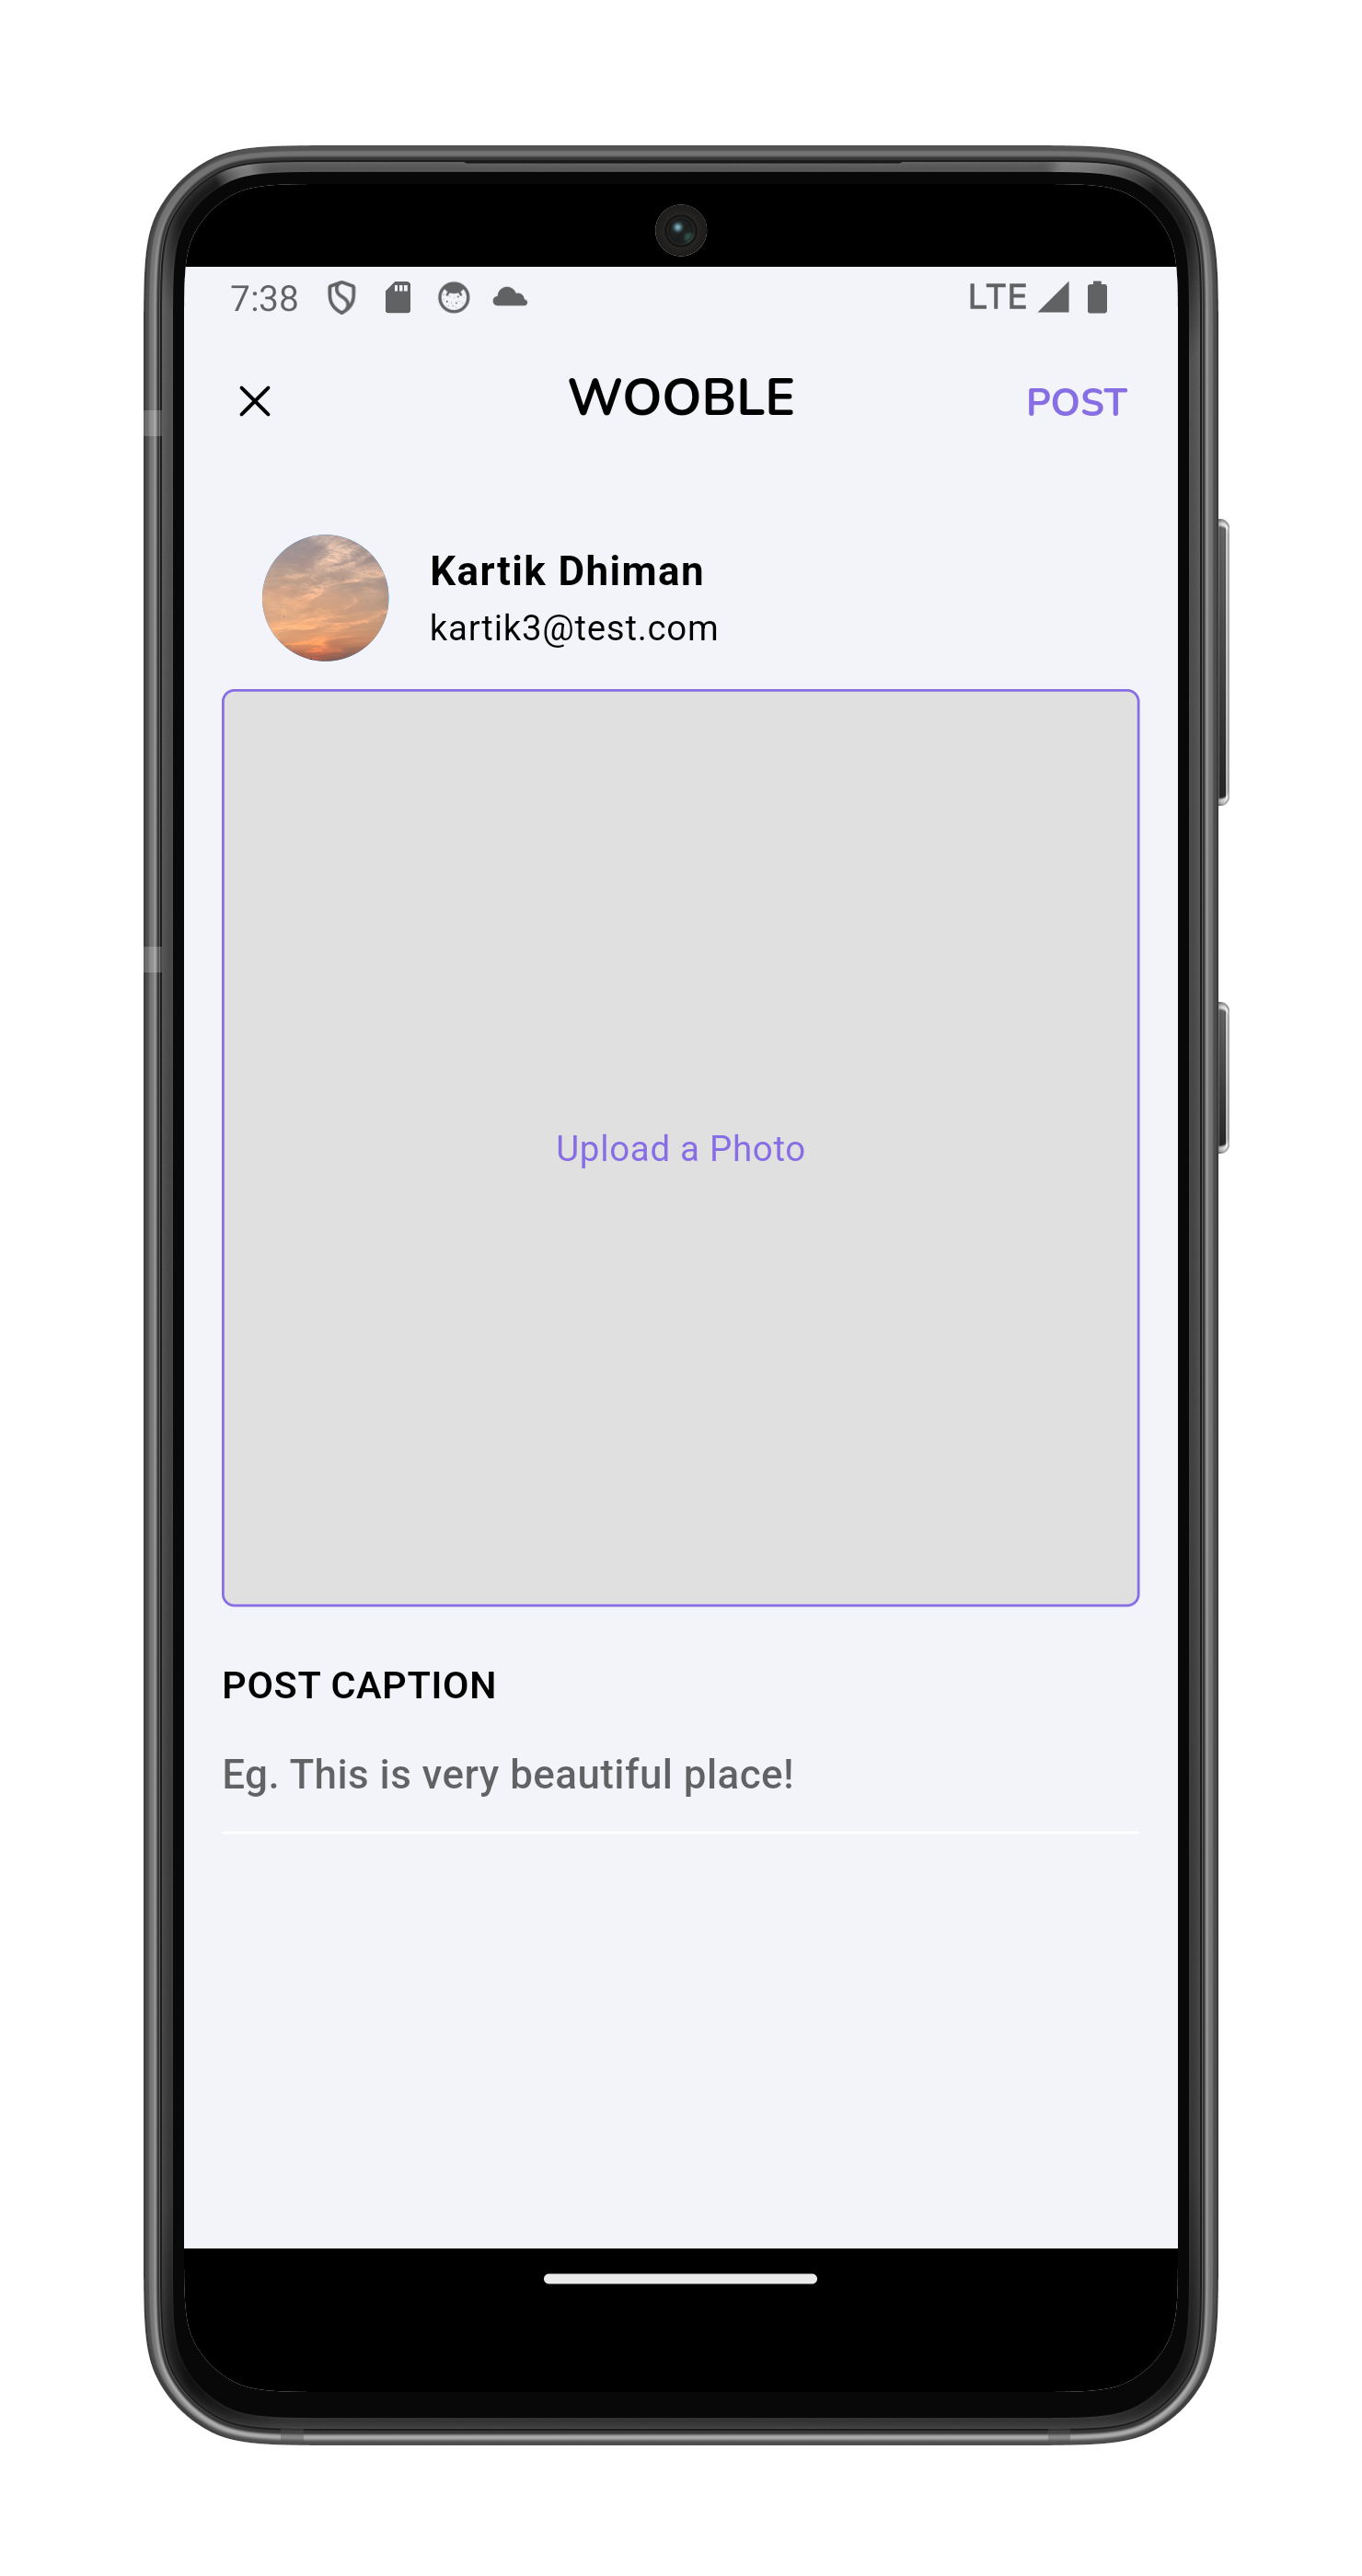 7:38 LTE
WOOBLE POST
Kartik Dhiman
kartik3@test.com
Upload a Photo
POST CAPTION
Eg. This is very beautiful place!